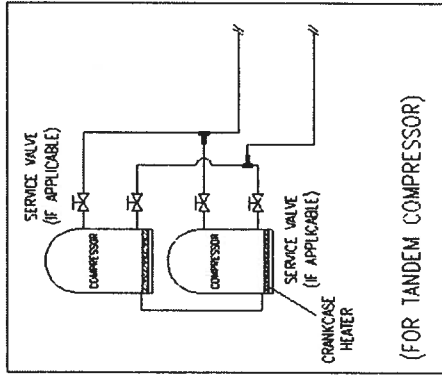 SERVICE VALVE
(IF APPLICABLE)
COMPRESSOR
COMPRESSOR
SERVICE VALVE
(IF APPLICABLE)
CRANKCASE
HEATER
(FOR TANDEM COMPRESSOR)